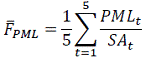 F̅_PML = 1/5 ∑_{t=1}^{5} PML_t / SA_t